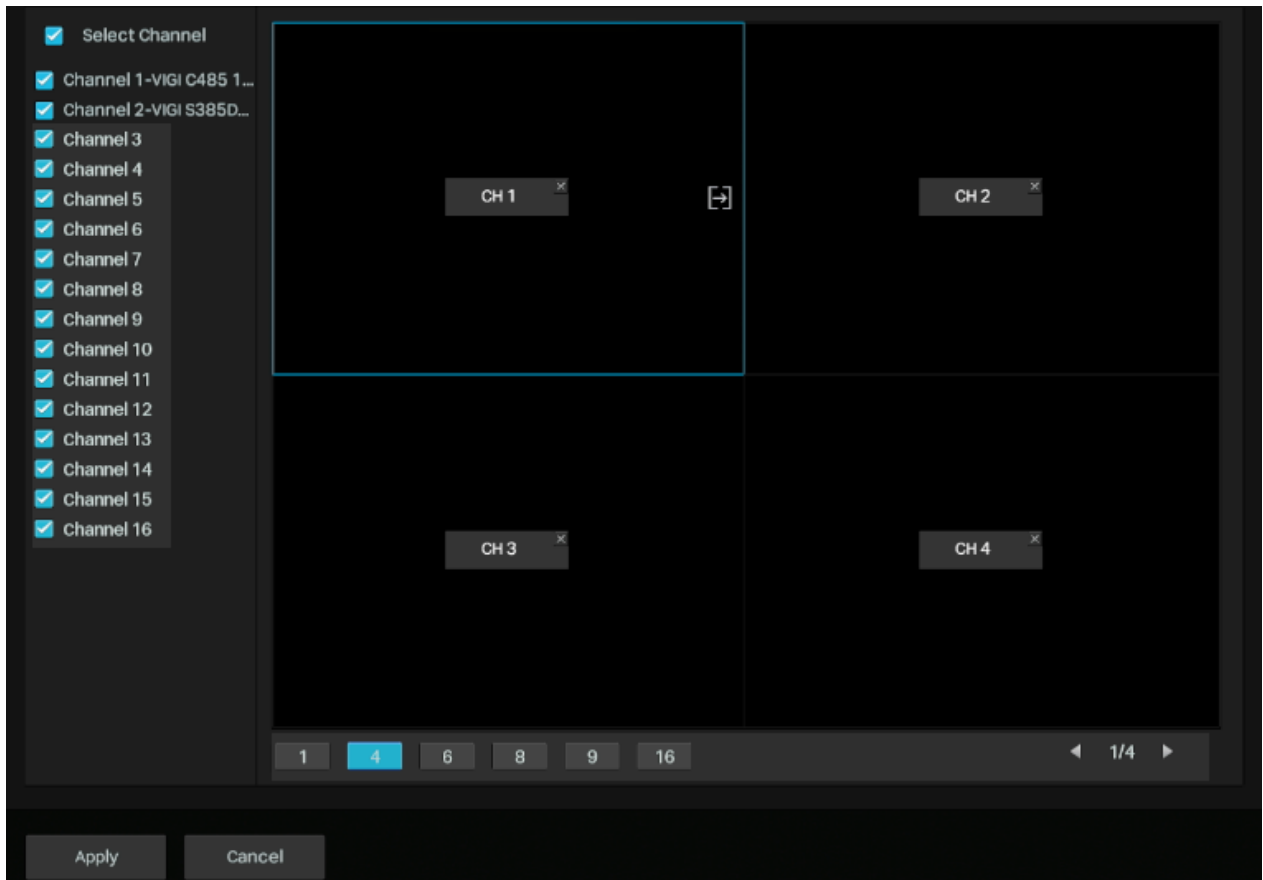 Select Channel
Channel 1-VIGI C485 1...
Channel 2-VIGI S385D...
Channel 3
Channel 4
Channel 5
Channel 6
Channel 7
Channel 8
Channel 9
Channel 10
Channel 11
Channel 12
Channel 13
Channel 14
Channel 15
Channel 16
CH 1
CH 2
CH 3
CH 4
1 4 6 8 9 16 1/4
Apply Cancel